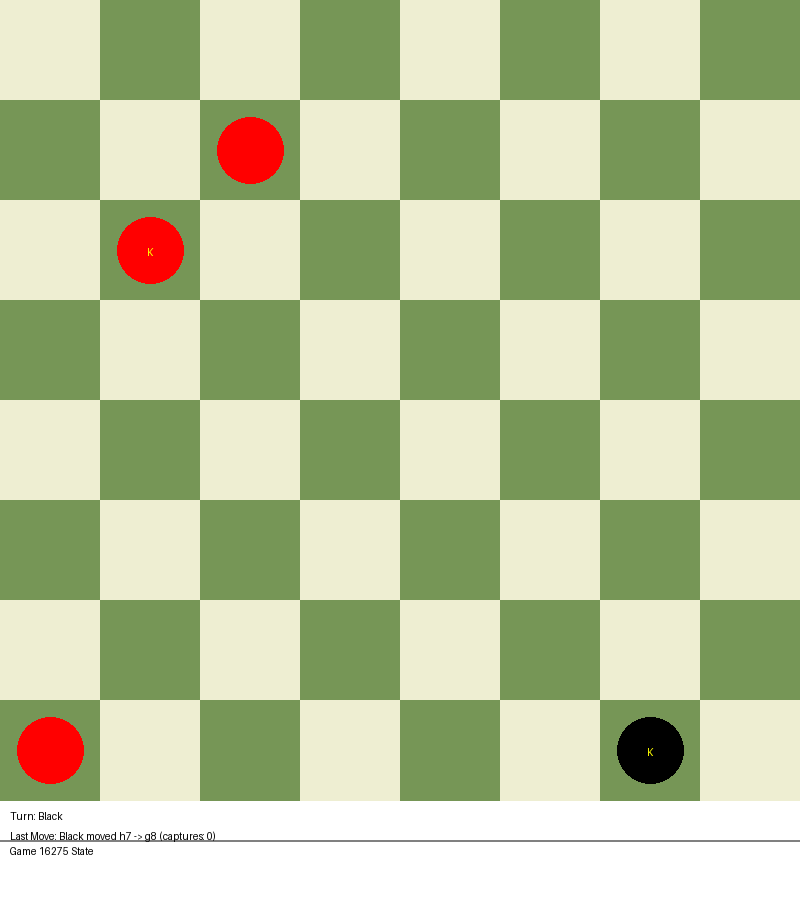 K
K
Turn: Black
Last Move: Black moved h7 -> g8 (captures: 0)
Game 16275 State